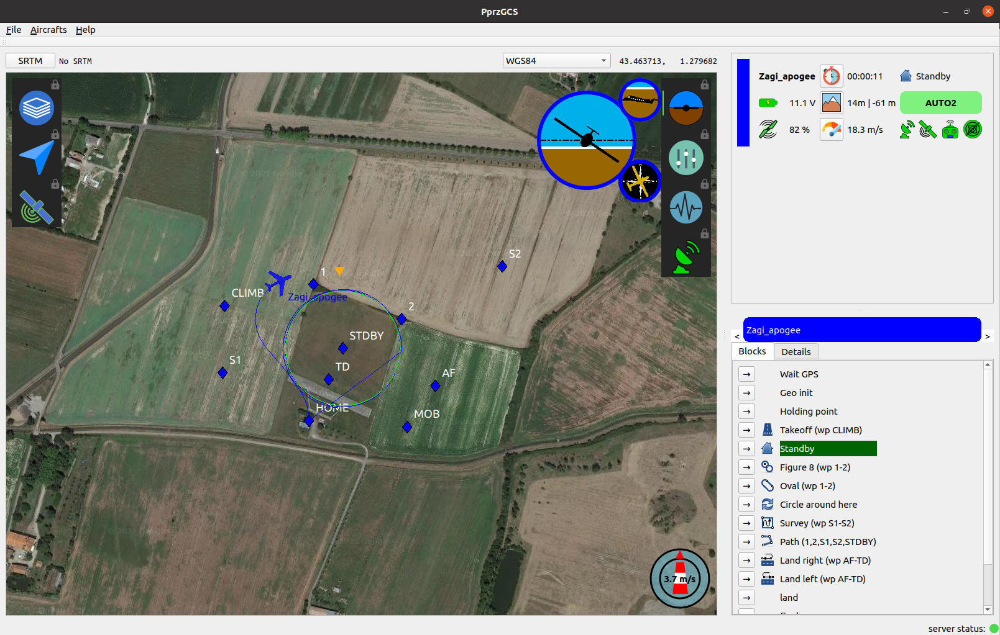 PprzGCS
File Aircrafts Help
SRTM No SRTM WGS84 43.463713, 1.279682
S2
1
CLIMB
Zagi_apogee
2
STDBY
S1
TD
AF
HOME
MOB
3.7 m/s
Zagi_apogee 00:00:11 Standby
11.1 V 14m | -61 m AUTO2
82 % 18.3 m/s
< Zagi_apogee >
Blocks Details
→ Wait GPS
→ Geo init
→ Holding point
→ Takeoff (wp CLIMB)
→ Standby
→ Figure 8 (wp 1-2)
→ Oval (wp 1-2)
→ Circle around here
→ Survey (wp S1-S2)
→ Path (1,2,S1,S2,STDBY)
→ Land right (wp AF-TD)
→ Land left (wp AF-TD)
→ land
server status: